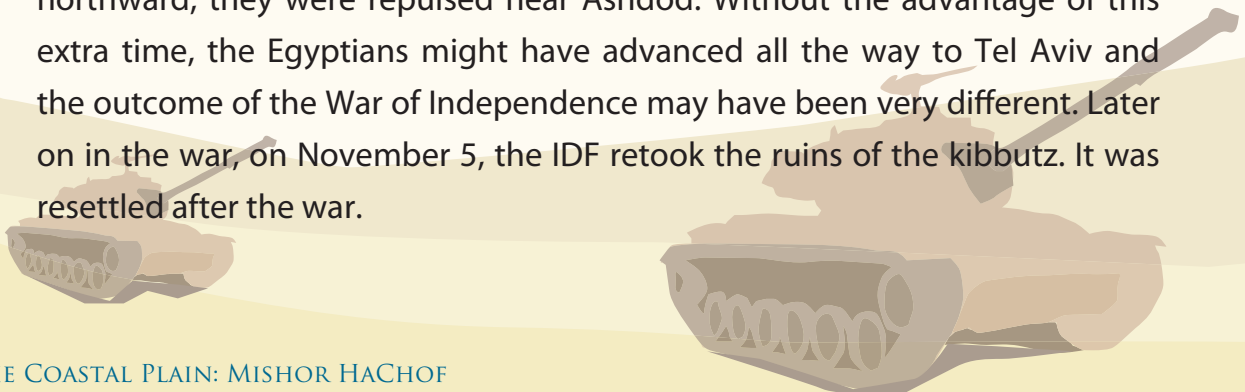 northward, they were repulsed near Ashdod. Without the advantage of this
extra time, the Egyptians might have advanced all the way to Tel Aviv and
the outcome of the War of Independence may have been very different. Later
on in the war, on November 5, the IDF retook the ruins of the kibbutz. It was
resettled after the war.
E COASTAL PLAIN: MISHOR HACHOF